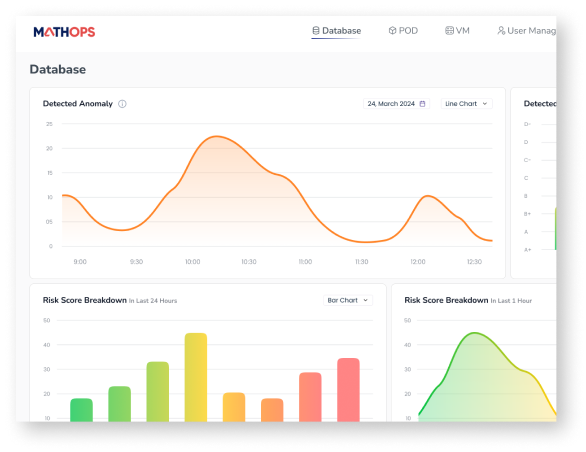 MATHOPS
Database POD VM User Manag
Database
Detected Anomaly 24, March 2024 Line Chart
25
20
15
10
05
0
9:00 9:30 10:00 10:30 11:00 11:30 12:00 12:30
Detected
D-
D
C-
C
B
B+
A
A+
Risk Score Breakdown In Last 24 Hours Bar Chart
50
40
30
20
10
Risk Score Breakdown In Last 1 Hour
50
40
30
20
10